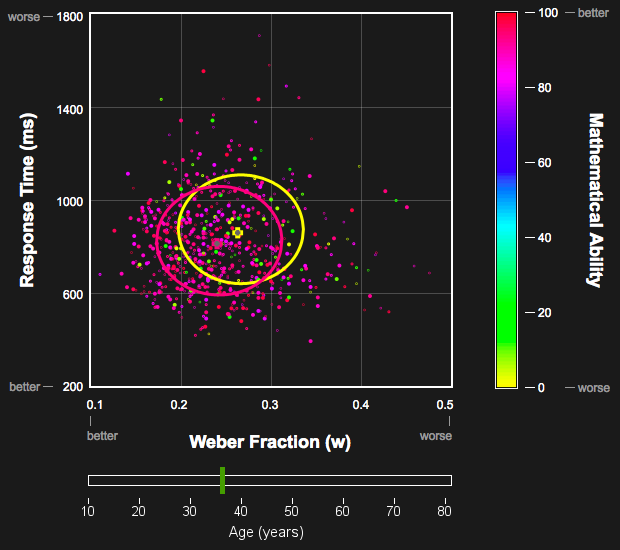 worse
1800
1400
1000
600
better
200
Response Time (ms)
0.1
0.2
0.3
0.4
0.5
better
worse
Weber Fraction (w)
10
20
30
40
50
60
70
80
Age (years)
100
better
80
60
40
20
0
worse
Mathematical Ability